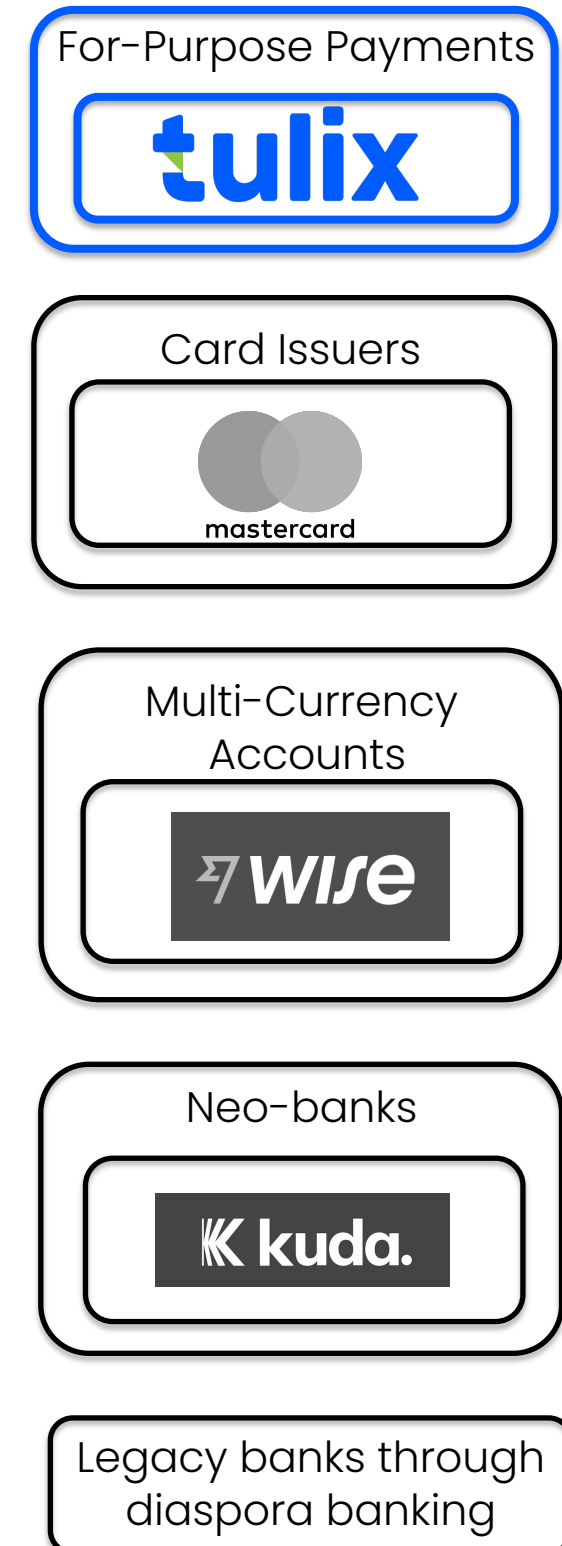 For-Purpose Payments
tulix
Card Issuers
mastercard
Multi-Currency
Accounts
wise
Neo-banks
kuda.
Legacy banks through
diaspora banking